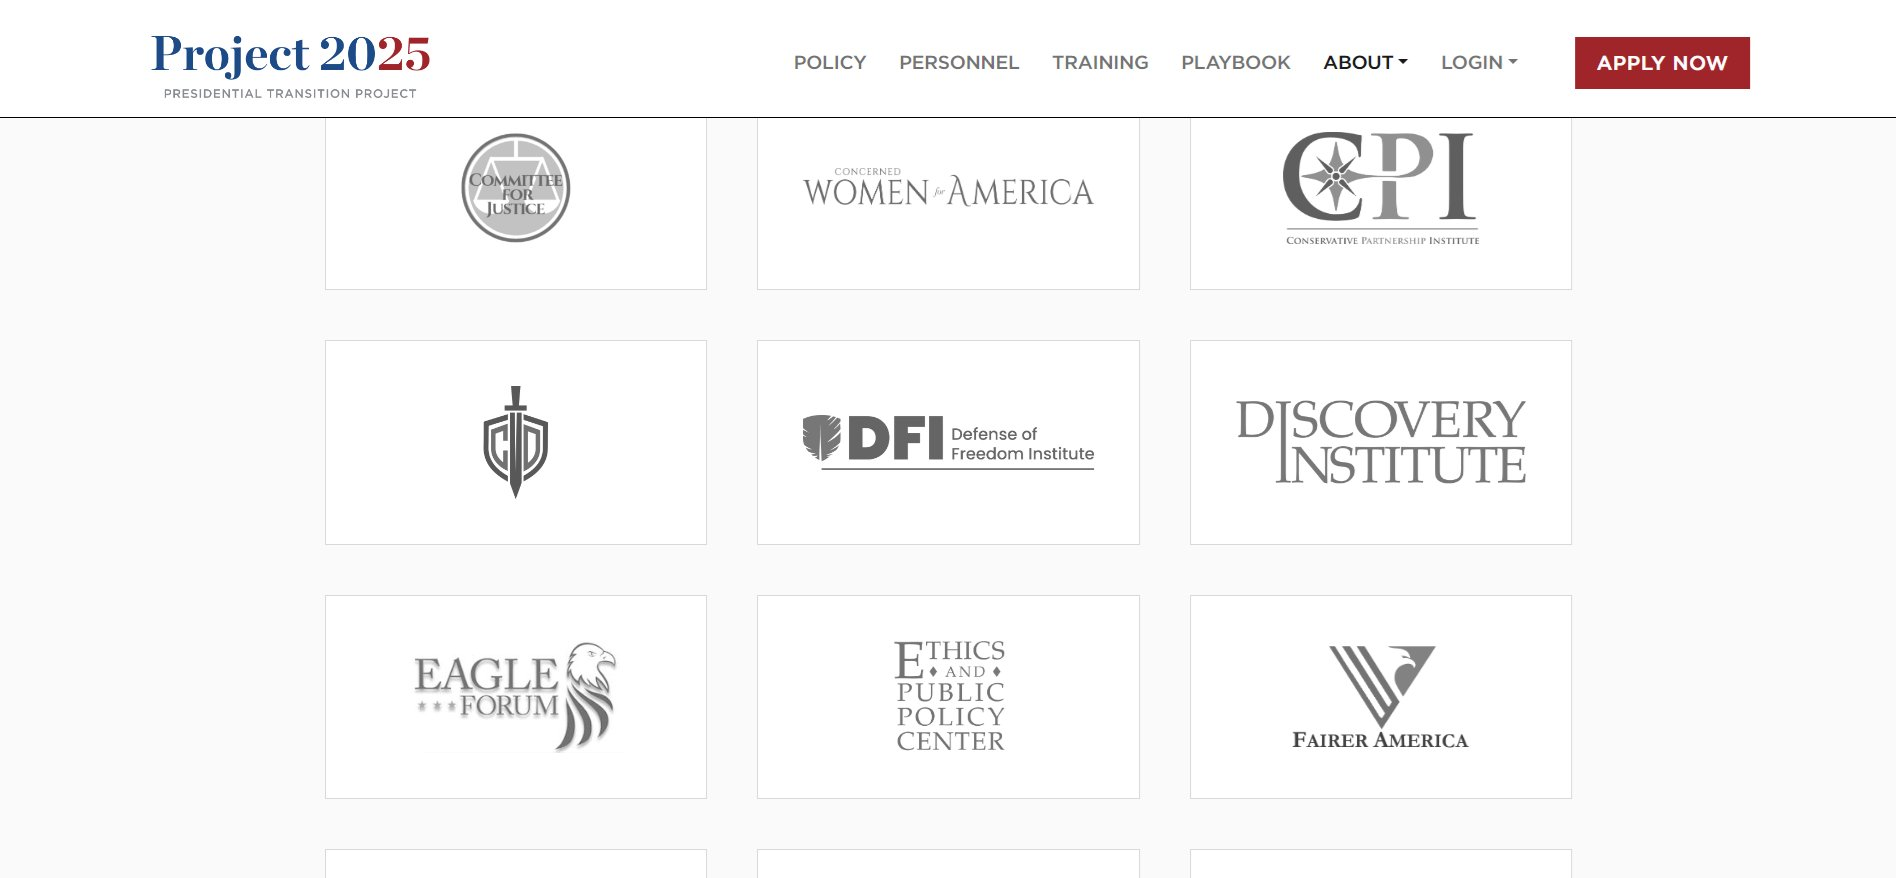 Project 2025
PRESIDENTIAL TRANSITION PROJECT
POLICY PERSONNEL TRAINING PLAYBOOK ABOUT LOGIN APPLY NOW
COMMITTEE
FOR
JUSTICE
CONCERNED
WOMEN for AMERICA
CPI
CONSERVATIVE PARTNERSHIP INSTITUTE
CD
DFI
Defense of
Freedom Institute
DISCOVERY
INSTITUTE
EAGLE
FORUM
ETHICS
AND
PUBLIC
POLICY
CENTER
FAIRER AMERICA